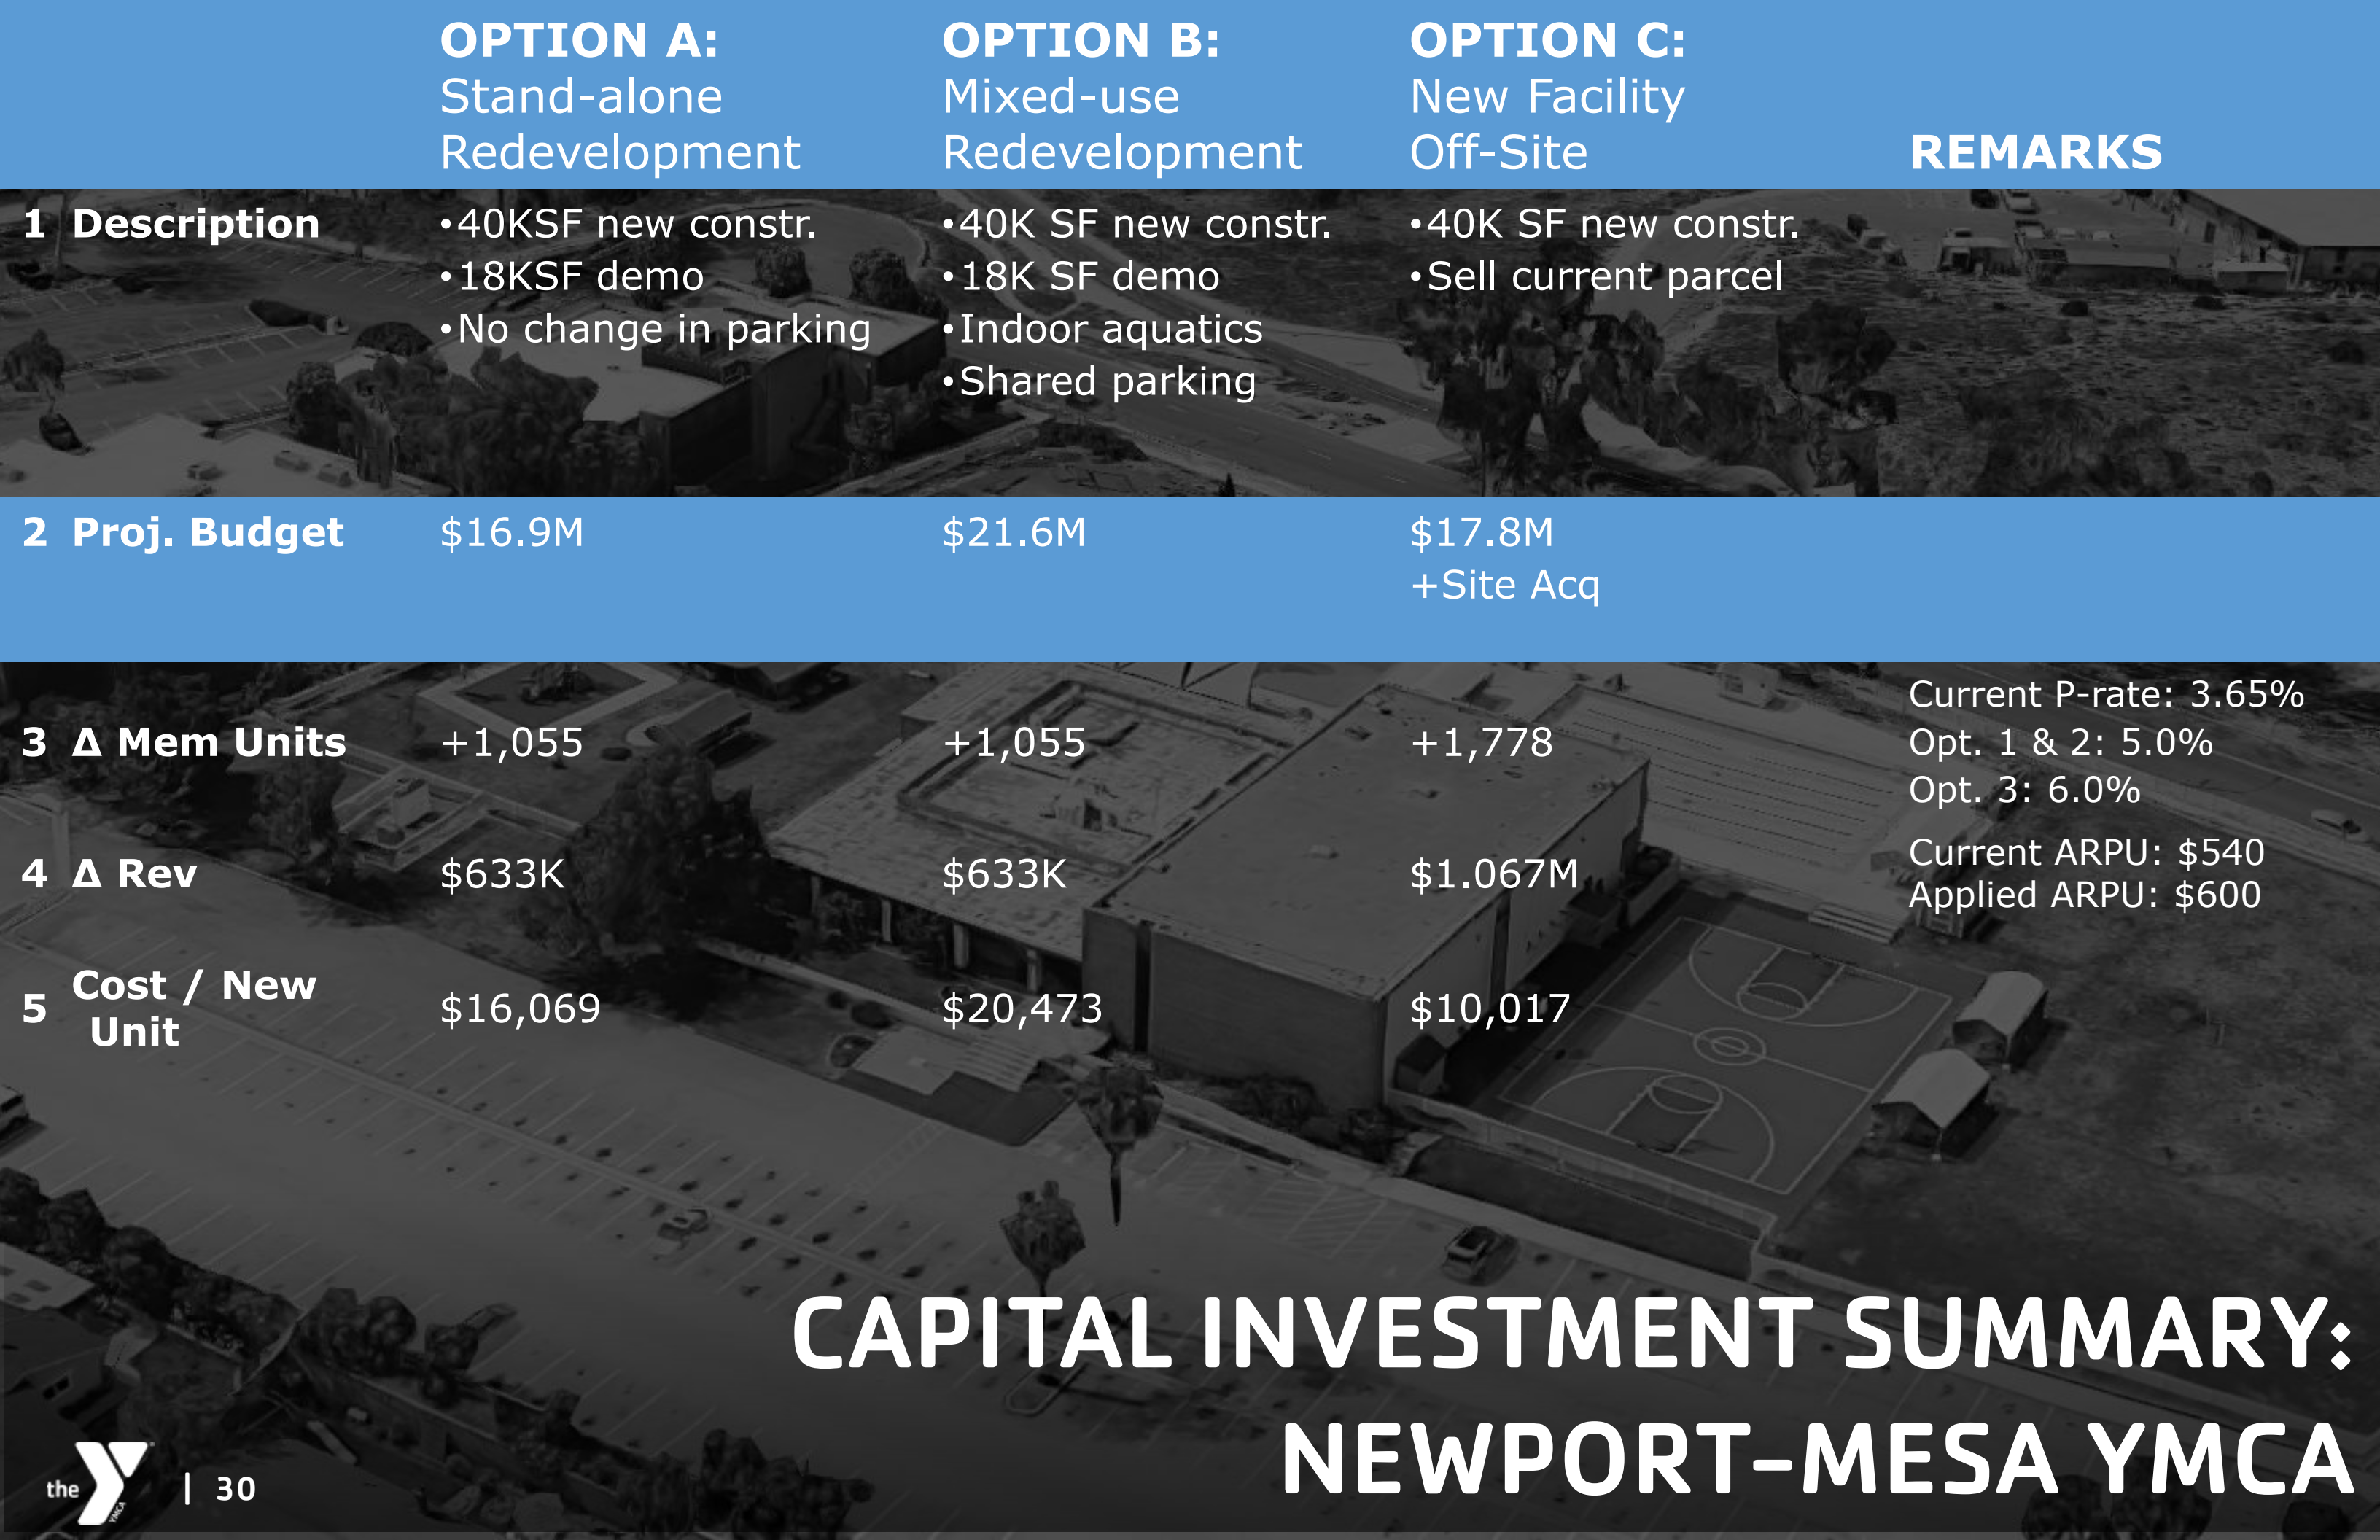 OPTION A:
Stand-alone
Redevelopment
OPTION B:
Mixed-use
Redevelopment
OPTION C:
New Facility
Off-Site
REMARKS
1 Description
•40KSF new constr.
•18KSF demo
•No change in parking
•40K SF new constr.
•18K SF demo
•Indoor aquatics
•Shared parking
•40K SF new constr.
•Sell current parcel
2 Proj. Budget
$16.9M
$21.6M
$17.8M
+Site Acq
3 Δ Mem Units
+1,055
+1,055
+1,778
Current P-rate: 3.65%
Opt. 1 & 2: 5.0%
Opt. 3: 6.0%
4 Δ Rev
$633K
$633K
$1.067M
Current ARPU: $540
Applied ARPU: $600
5 Cost / New
Unit
$16,069
$20,473
$10,017
CAPITAL INVESTMENT SUMMARY:
NEWPORT–MESA YMCA
the YMCA | 30